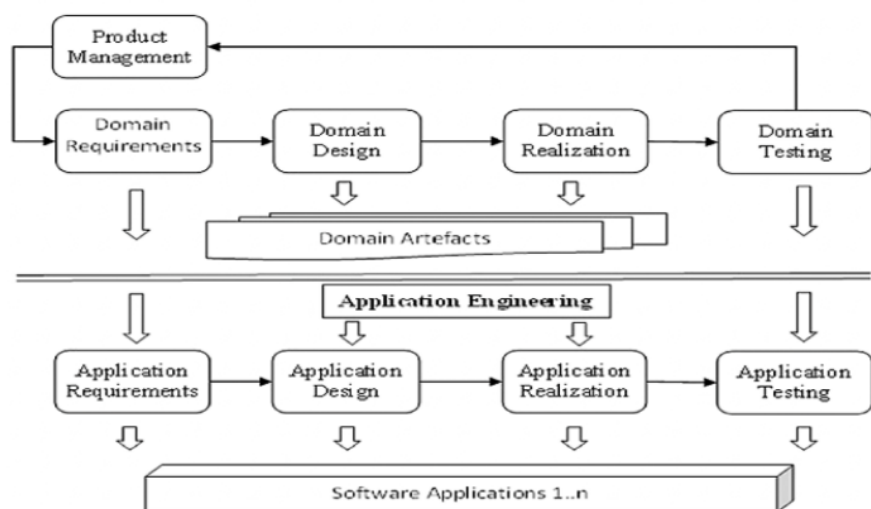 Product
Management
Domain
Requirements
Domain
Design
Domain
Realization
Domain
Testing
Domain Artefacts
Application Engineering
Application
Requirements
Application
Design
Application
Realization
Application
Testing
Software Applications 1..n